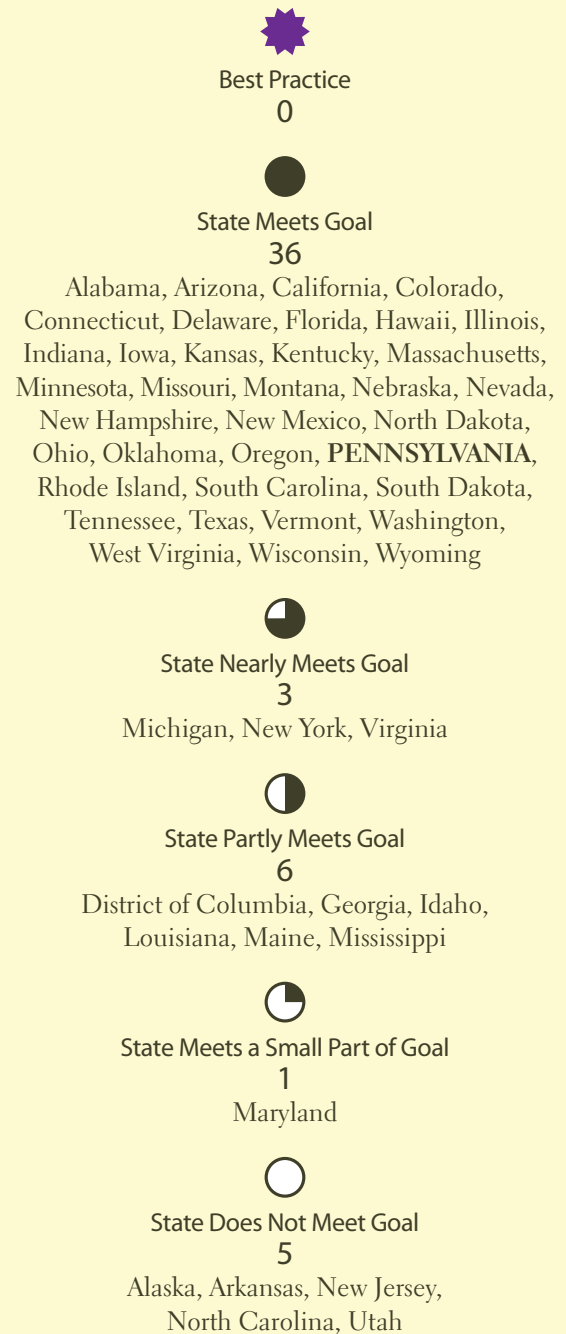 Best Practice
0
State Meets Goal
36
Alabama, Arizona, California, Colorado,
Connecticut, Delaware, Florida, Hawaii, Illinois,
Indiana, Iowa, Kansas, Kentucky, Massachusetts,
Minnesota, Missouri, Montana, Nebraska, Nevada,
New Hampshire, New Mexico, North Dakota,
Ohio, Oklahoma, Oregon, PENNSYLVANIA,
Rhode Island, South Carolina, South Dakota,
Tennessee, Texas, Vermont, Washington,
West Virginia, Wisconsin, Wyoming
State Nearly Meets Goal
3
Michigan, New York, Virginia
State Partly Meets Goal
6
District of Columbia, Georgia, Idaho,
Louisiana, Maine, Mississippi
State Meets a Small Part of Goal
1
Maryland
State Does Not Meet Goal
5
Alaska, Arkansas, New Jersey,
North Carolina, Utah